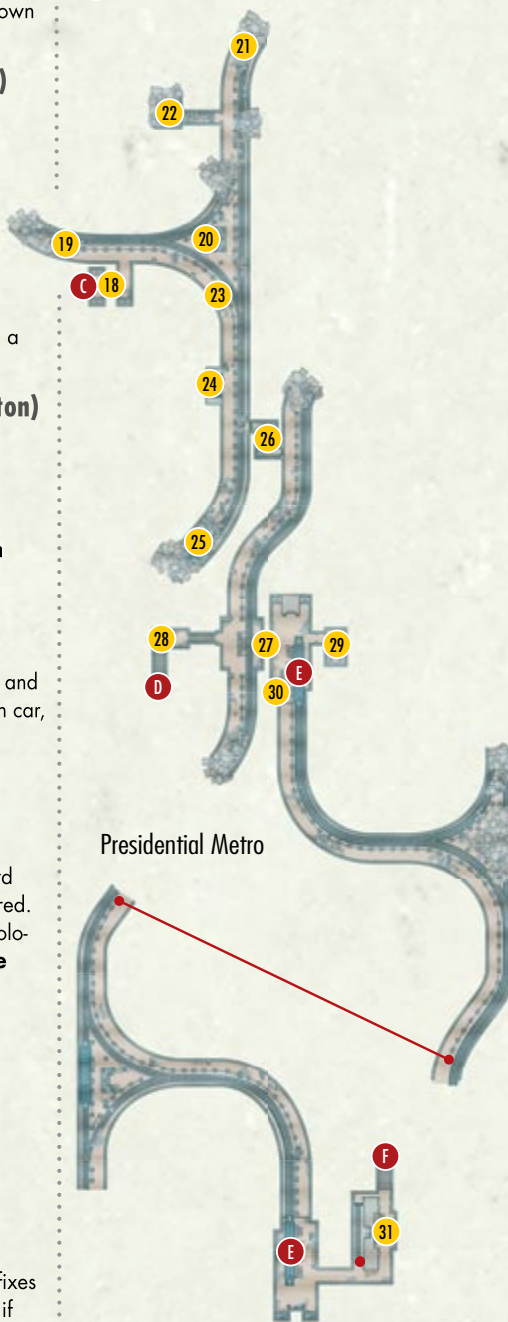 own
)
a
ton)
and
car,
rd
red.
olo-
e
fixes
if
21
22
19
20
C
18
23
24
26
25
28
27
29
D
E
30
Presidential Metro
F
31
E